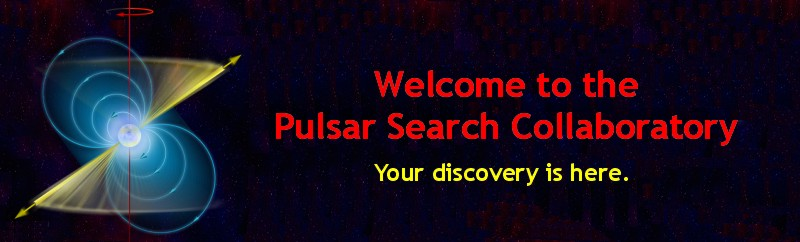 Welcome to the
Pulsar Search Collaboratory
Your discovery is here.